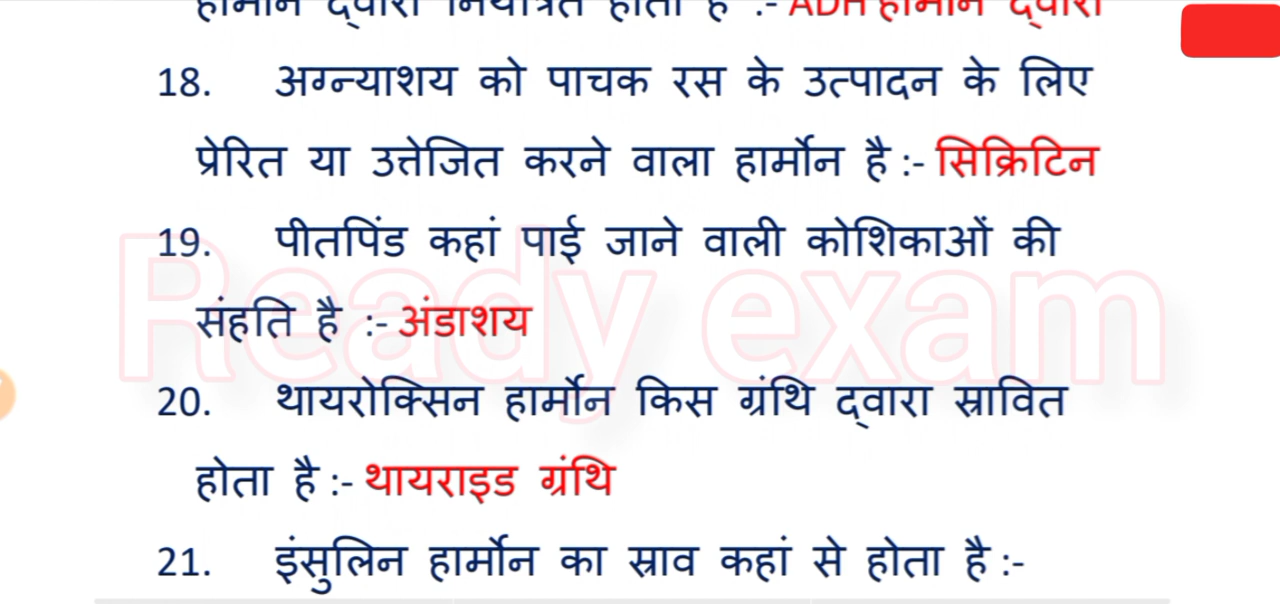 हार्मोन द्वारा नियंत्रित होता है :- ADH हार्मोन द्वारा
18. अग्न्याशय को पाचक रस के उत्पादन के लिए
प्रेरित या उत्तेजित करने वाला हार्मोन है :- सिक्रिटिन
19. पीतपिंड कहां पाई जाने वाली कोशिकाओं की
संहति है :- अंडाशय
Ready exam
20. थायरोक्सिन हार्मोन किस ग्रंथि द्वारा स्रावित
होता है :- थायराइड ग्रंथि
21. इंसुलिन हार्मोन का स्राव कहां से होता है :-